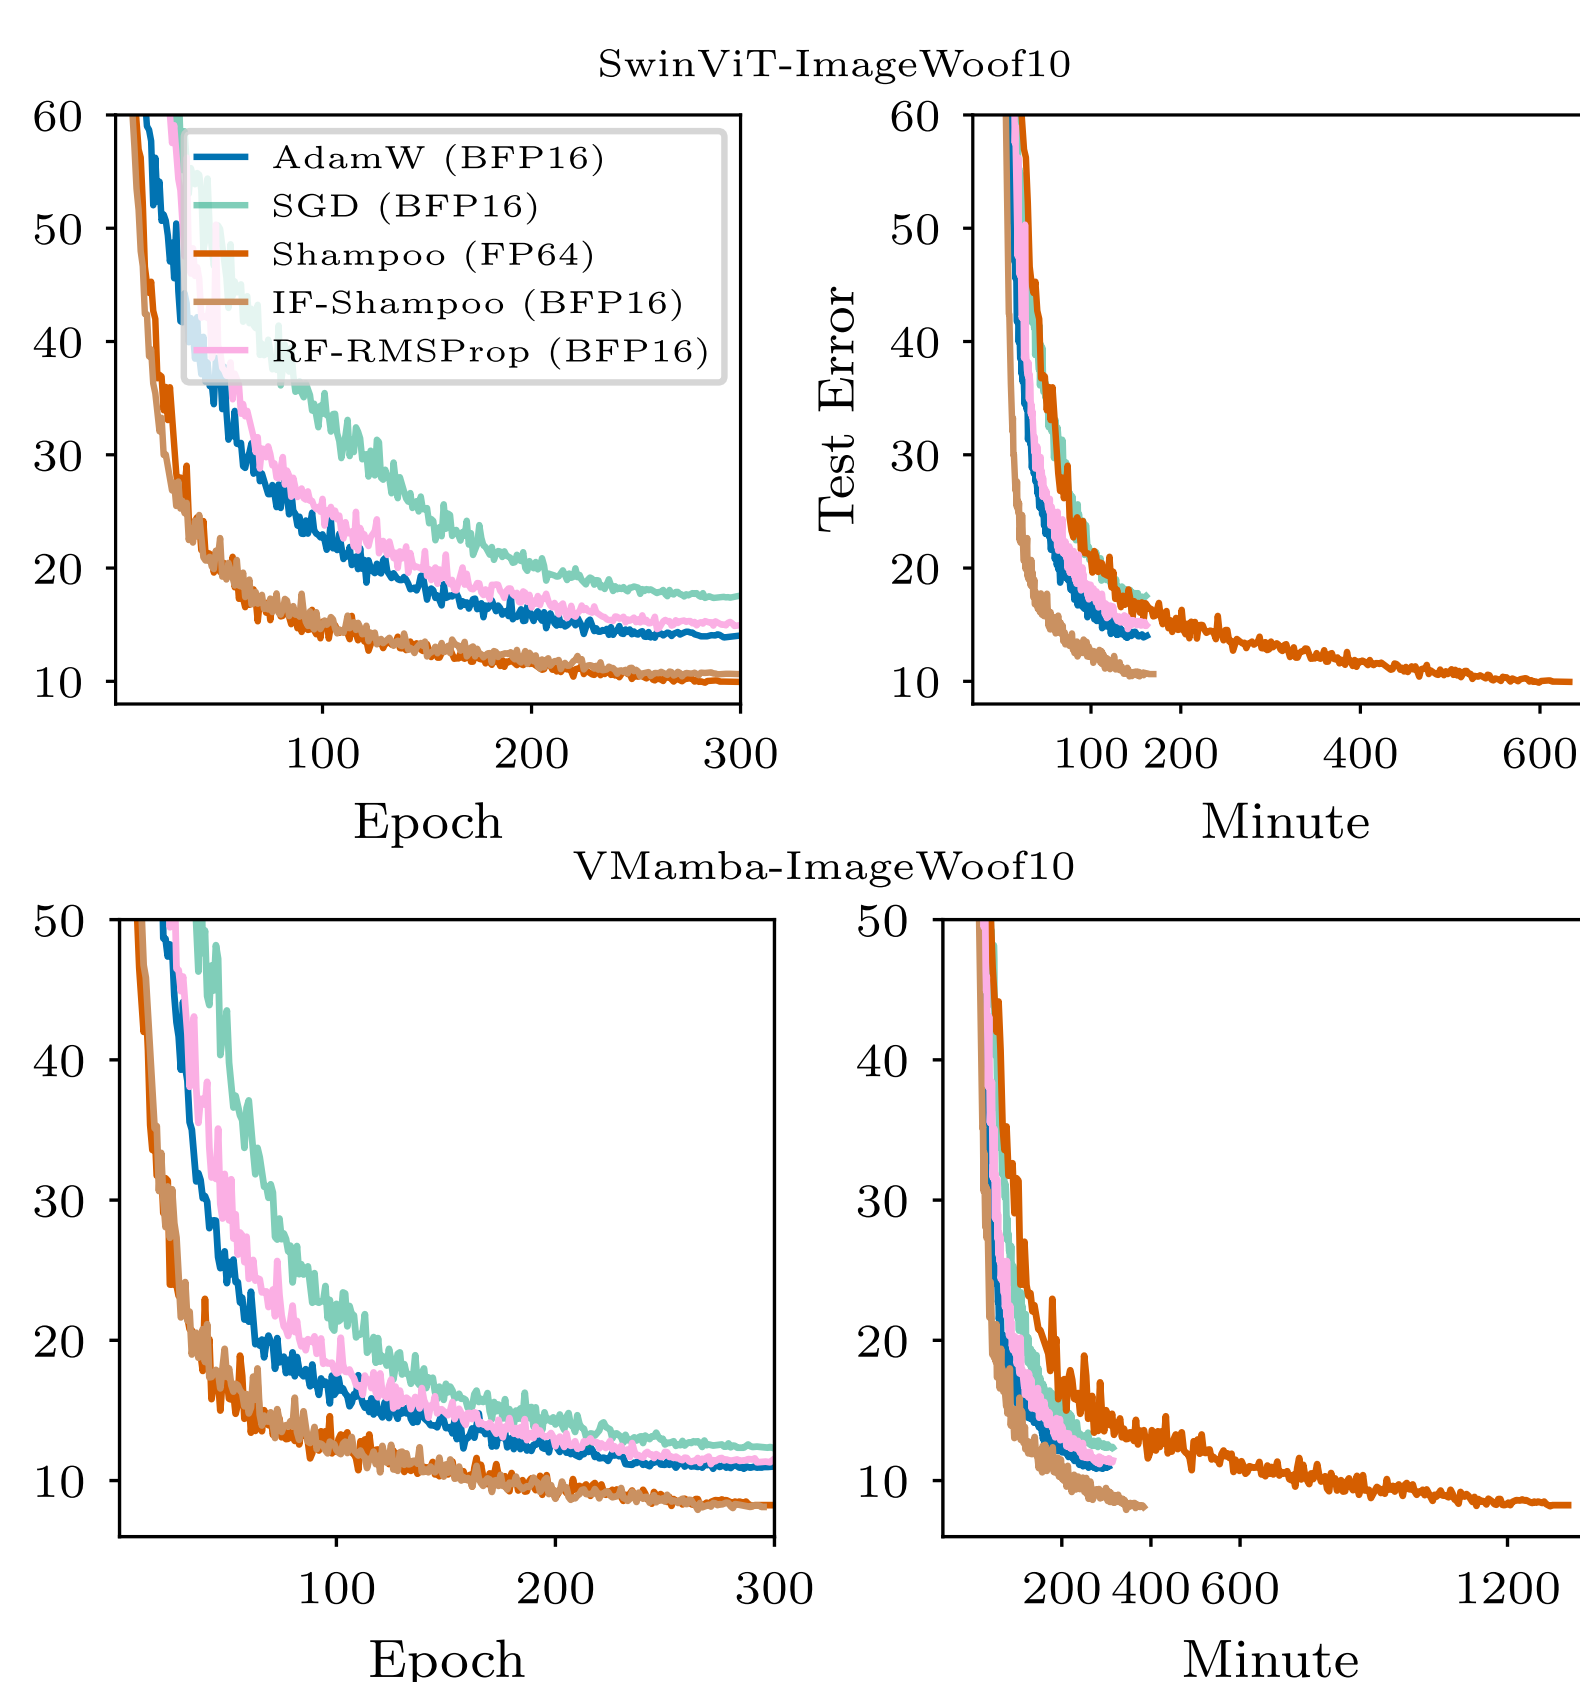 SwinViT-ImageWoof10
60
50
40
30
20
10
AdamW (BFP16)
SGD (BFP16)
Shampoo (FP64)
IF-Shampoo (BFP16)
RF-RMSProp (BFP16)
100 200 300
Epoch
Test Error
60
50
40
30
20
10
100 200 400 600
Minute
VMamba-ImageWoof10
50
40
30
20
10
100 200 300
Epoch
50
40
30
20
10
200 400 600 1200
Minute